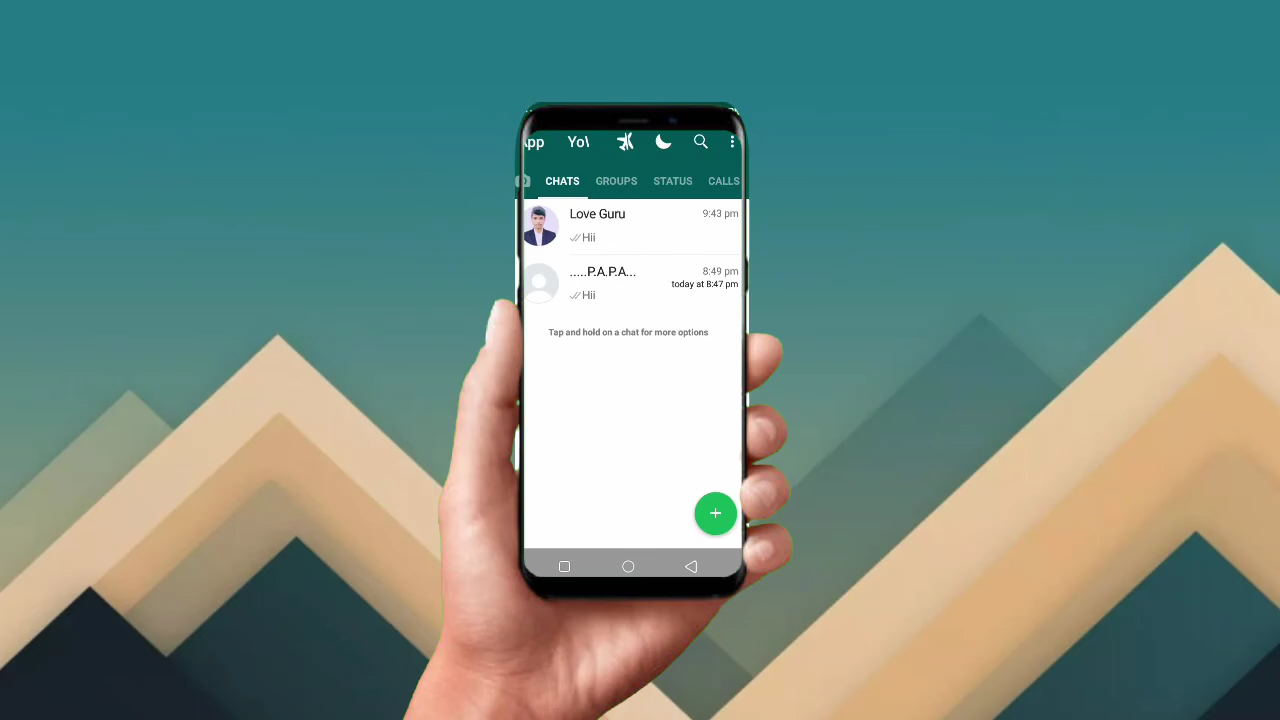 App Yo\
CHATS GROUPS STATUS CALLS
Love Guru 9:43 pm
Hii
.....P.A.P.A... 8:49 pm
today at 8:47 pm
Hii
Tap and hold on a chat for more options